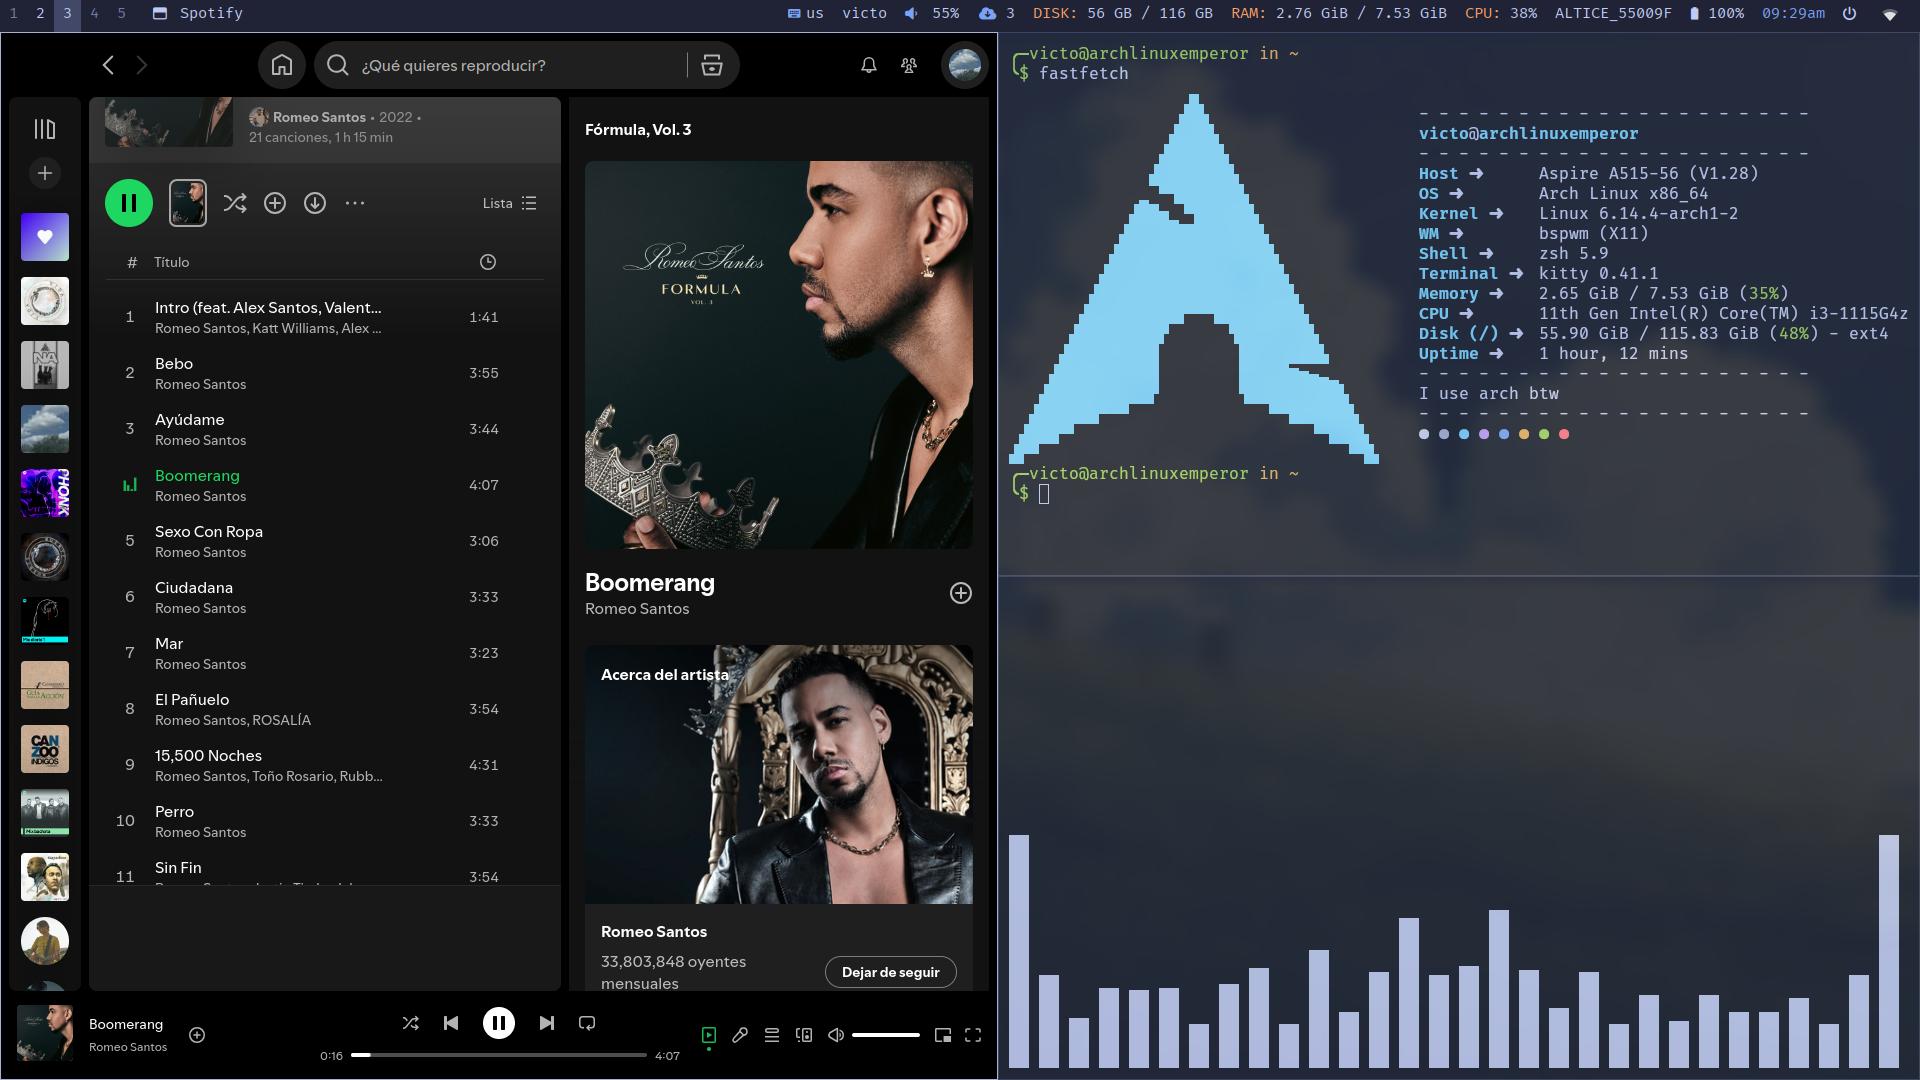 1 2 3 4 5 Spotify us victo 55% 3 DISK: 56 GB / 116 GB RAM: 2.76 GiB / 7.53 GiB CPU: 38% ALTICE_55009F 100% 09:29am
¿Qué quieres reproducir?
Romeo Santos • 2022 •
21 canciones, 1 h 15 min
Lista
# Título
1 Intro (feat. Alex Santos, Valent... 1:41
Romeo Santos, Katt Williams, Alex ...
2 Bebo 3:55
Romeo Santos
3 Ayúdame 3:44
Romeo Santos
Boomerang 4:07
Romeo Santos
5 Sexo Con Ropa 3:06
Romeo Santos
6 Ciudadana 3:33
Romeo Santos
7 Mar 3:23
Romeo Santos
8 El Pañuelo 3:54
Romeo Santos, ROSALÍA
9 15,500 Noches 4:31
Romeo Santos, Toño Rosario, Rubb...
10 Perro 3:33
Romeo Santos
11 Sin Fin 3:54
NA
PHONK
CAN
ZOO
INDIGOS
Fórmula, Vol. 3
Romeo Santos
FORMULA
VOL. 3
Boomerang
Romeo Santos
Acerca del artista
Romeo Santos
33,803,848 oyentes
mensuales
Dejar de seguir
Boomerang
Romeo Santos
0:16 4:07
victo@archlinuxemperor in ~
$ fastfetch
- - - - - - - - - - - - - - - - - - - -
victo@archlinuxemperor
- - - - - - - - - - - - - - - - - - - -
Host ➜ Aspire A515-56 (V1.28)
OS ➜ Arch Linux x86_64
Kernel ➜ Linux 6.14.4-arch1-2
WM ➜ bspwm (X11)
Shell ➜ zsh 5.9
Terminal ➜ kitty 0.41.1
Memory ➜ 2.65 GiB / 7.53 GiB (35%)
CPU ➜ 11th Gen Intel(R) Core(TM) i3-1115G4z
Disk (/) ➜ 55.90 GiB / 115.83 GiB (48%) - ext4
Uptime ➜ 1 hour, 12 mins
- - - - - - - - - - - - - - - - - - - -
I use arch btw
- - - - - - - - - - - - - - - - - - - -
victo@archlinuxemperor in ~
$